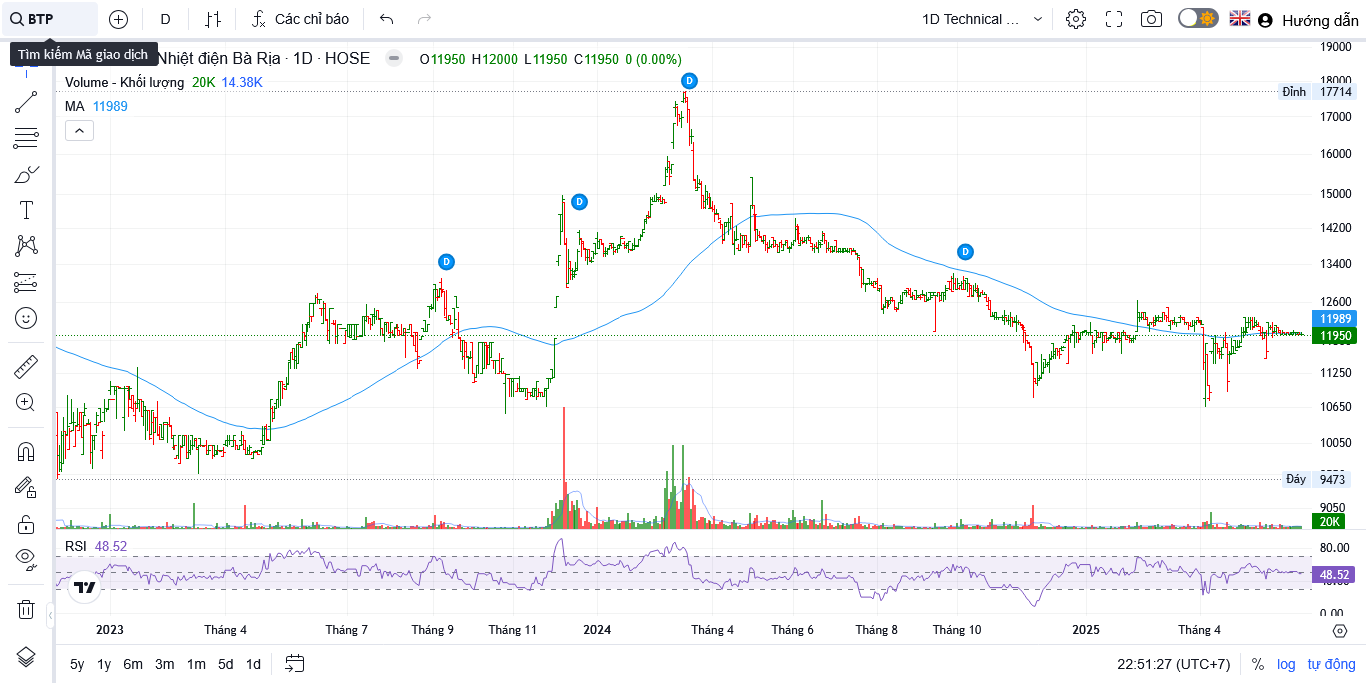 BTP D Các chỉ báo 1D Technical ... Hướng dẫn
Tìm kiếm Mã giao dịch
Nhiệt điện Bà Rịa · 1D · HOSE O11950 H12000 L11950 C11950 0 (0.00%)
Volume - Khối lượng 20K 14.38K
MA 11989
19000
18000
Đỉnh 17714
17000
16000
15000
14200
13400
12600
11989
11950
11250
10650
10050
Đáy 9473
9050
20K
D
D
D
D
RSI 48.52
80.00
48.52
0.00
2023 Tháng 4 Tháng 7 Tháng 9 Tháng 11 2024 Tháng 4 Tháng 6 Tháng 8 Tháng 10 2025 Tháng 4
5y 1y 6m 3m 1m 5d 1d 22:51:27 (UTC+7) % log tự động